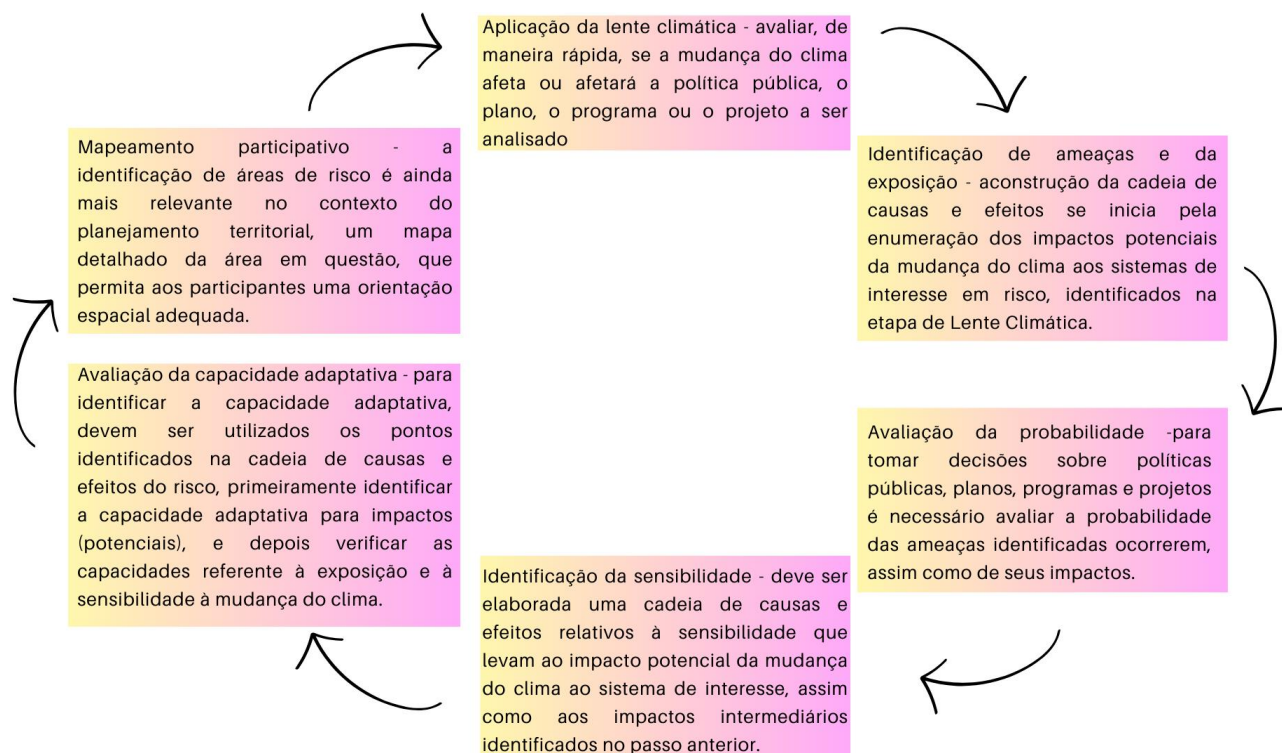 Aplicação da lente climática - avaliar, de
maneira rápida, se a mudança do clima
afeta ou afetará a política pública, o
plano, o programa ou o projeto a ser
analisado
Identificação de ameaças e da
exposição - aconstrução da cadeia de
causas e efeitos se inicia pela
enumeração dos impactos potenciais
da mudança do clima aos sistemas de
interesse em risco, identificados na
etapa de Lente Climática.
Avaliação da probabilidade -para
tomar decisões sobre políticas
públicas, planos, programas e projetos
é necessário avaliar a probabilidade
das ameaças identificadas ocorrerem,
assim como de seus impactos.
Identificação da sensibilidade - deve ser
elaborada uma cadeia de causas e
efeitos relativos à sensibilidade que
levam ao impacto potencial da mudança
do clima ao sistema de interesse, assim
como aos impactos intermediários
identificados no passo anterior.
Avaliação da capacidade adaptativa - para
identificar a capacidade adaptativa,
devem ser utilizados os pontos
identificados na cadeia de causas e
efeitos do risco, primeiramente identificar
a capacidade adaptativa para impactos
(potenciais), e depois verificar as
capacidades referente à exposição e à
sensibilidade à mudança do clima.
Mapeamento participativo - a
identificação de áreas de risco é ainda
mais relevante no contexto do
planejamento territorial, um mapa
detalhado da área em questão, que
permita aos participantes uma orientação
espacial adequada.